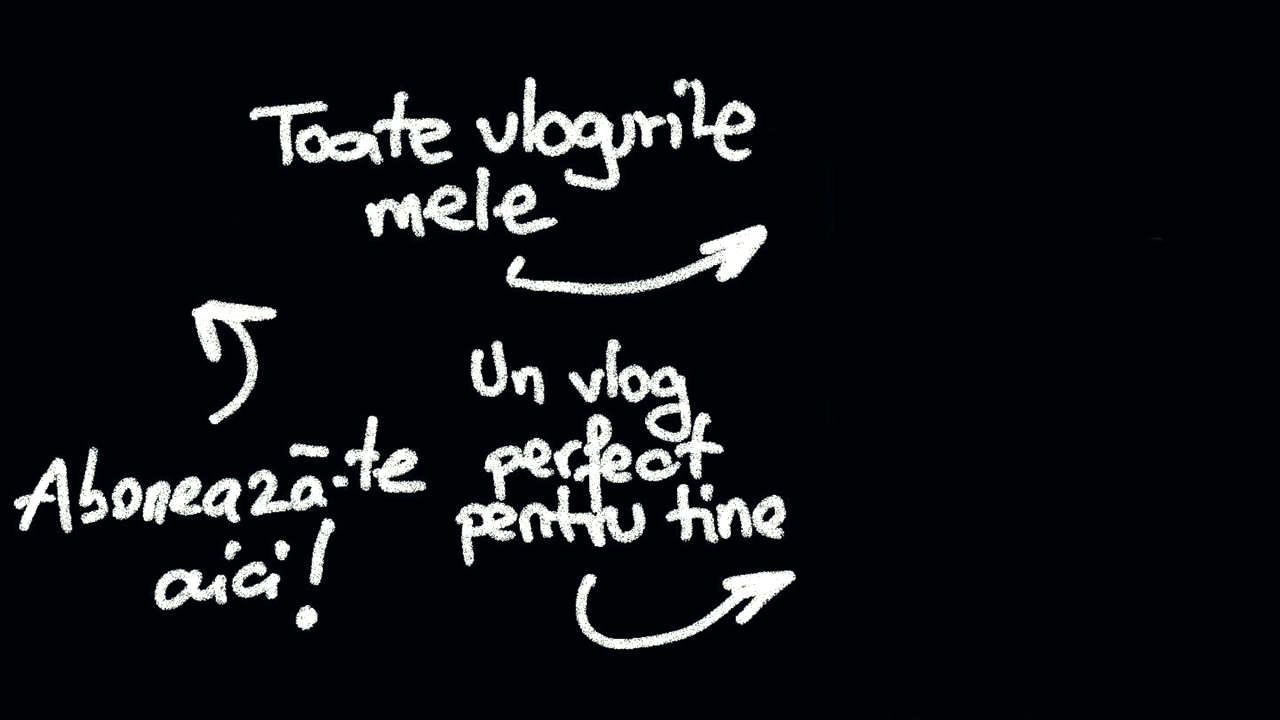 Toate vlogurile
mele
Un vlog
perfect
pentru tine
Abonează-te
aici!